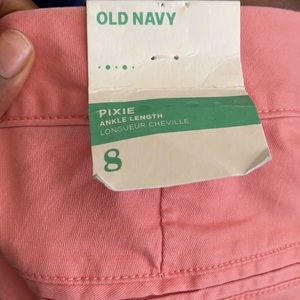 OLD NAVY
PIXIE
ANKLE LENGTH
LONGUEUR CHEVILLE
8